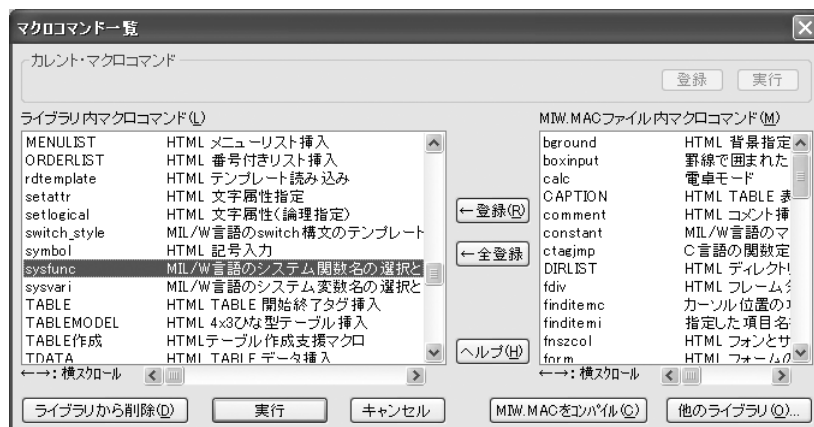 マクロコマンド一覧
カレント・マクロコマンド
登録 実行
ライブラリ内マクロコマンド(L)
MENULIST HTML メニューリスト挿入
ORDERLIST HTML 番号付きリスト挿入
rdtemplate HTML テンプレート読み込み
setattr HTML 文字属性指定
setlogical HTML 文字属性(論理指定)
switch_style MIL/W言語のswitch構文のテンプレート
symbol HTML 記号入力
sysfunc MIL/W言語のシステム関数名の選択と
sysvari MIL/W言語のシステム変数名の選択と
TABLE HTML TABLE 開始終了タグ挿入
TABLEMODEL HTML 4x3ひな型テーブル挿入
TABLE作成 HTMLテーブル作成支援マクロ
TDATA HTML TABLE データ挿入
←→:横スクロール
←登録(R)
←全登録
ヘルプ(H)
MIW.MACファイル内マクロコマンド(M)
bground HTML 背景指定
boxinput 罫線で囲まれた
calc 電卓モード
CAPTION HTML TABLE 表
comment HTML コメント挿
constant MIL/W言語のマ
ctagjmp C言語の関数定
DIRLIST HTML ディレクトリ
fdiv HTML フレーム
finditemc カーソル位置の
finditemi 指定した項目名
fnszcol HTML フォンとサ
form HTML フォームの
←→:横スクロール
ライブラリから削除(D) 実行 キャンセル MIW.MACをコンパイル(C) 他のライブラリ(O)...